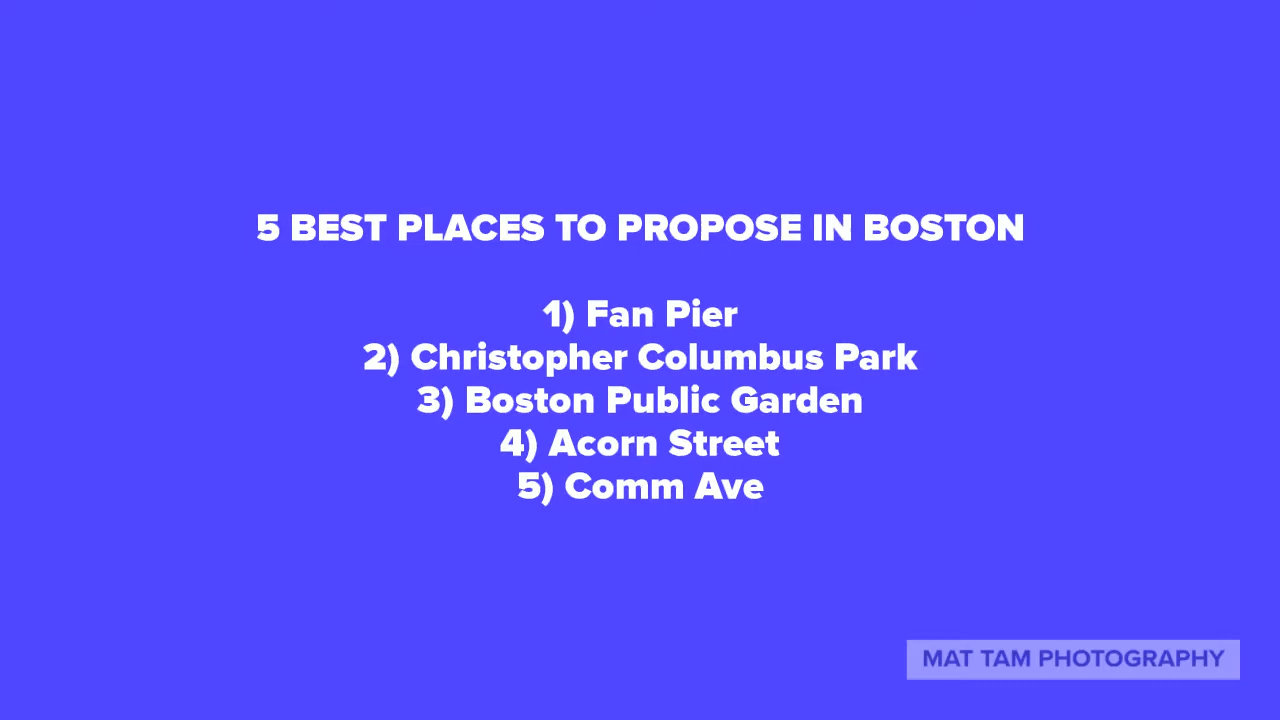 5 BEST PLACES TO PROPOSE IN BOSTON
1) Fan Pier
2) Christopher Columbus Park
3) Boston Public Garden
4) Acorn Street
5) Comm Ave
MAT TAM PHOTOGRAPHY